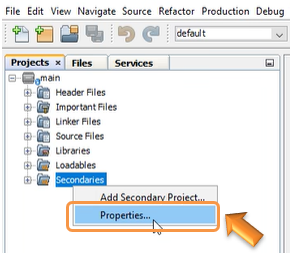 File Edit View Navigate Source Refactor Production Debug
default
Projects × Files Services
main
Header Files
Important Files
Linker Files
Source Files
Libraries
Loadables
Secondaries
Add Secondary Project...
Properties...